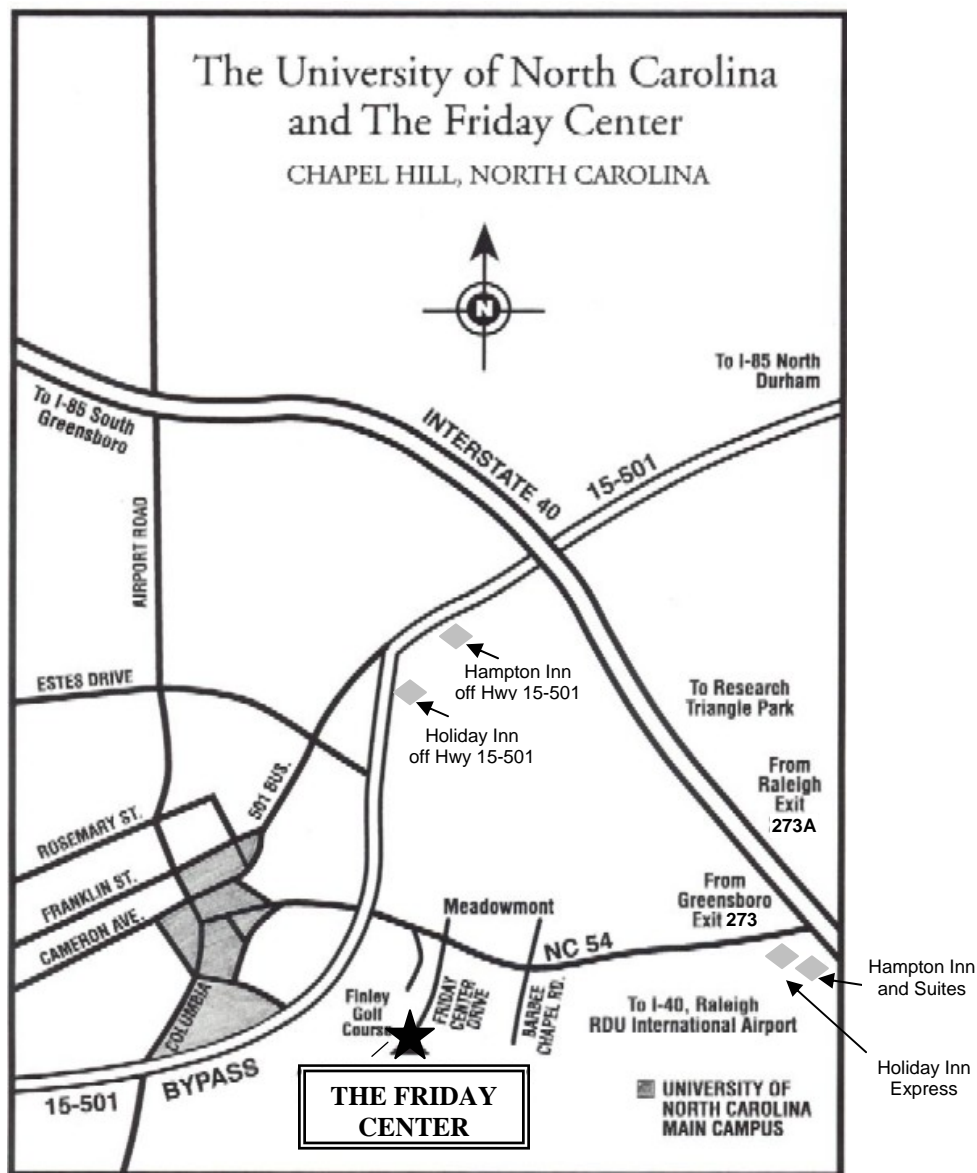 The University of North Carolina
and The Friday Center
CHAPEL HILL, NORTH CAROLINA
N
To I-85 North
Durham
To I-85 South
Greensboro
INTERSTATE 40
15-501
AIRPORT ROAD
Hampton Inn
off Hwy 15-501
ESTES DRIVE
To Research
Triangle Park
Holiday Inn
off Hwy 15-501
501 BUS.
From
Raleigh
Exit
273A
ROSEMARY ST.
FRANKLIN ST.
CAMERON AVE.
From
Greensboro
Exit 273
Meadowmont
NC 54
Hampton Inn
and Suites
COLUMBIA
Finley
Golf
Course
FRIDAY
CENTER
DRIVE
BARBEE
CHAPEL RD.
To I-40, Raleigh
RDU International Airport
Holiday Inn
Express
15-501
BYPASS
THE FRIDAY
CENTER
UNIVERSITY OF
NORTH CAROLINA
MAIN CAMPUS